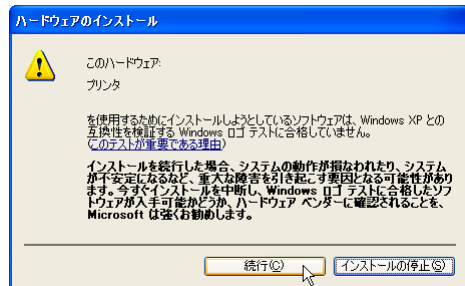 ハードウェアのインストール
このハードウェア:
プリンタ
を使用するためにインストールしようとしているソフトウェアは、Windows XP との
互換性を検証する Windows ロゴ テストに合格していません。
(このテストが重要である理由)
インストールを続行した場合、システムの動作が損なわれたり、システム
が不安定になるなど、重大な障害を引き起こす要因となる可能性があり
ます。今すぐインストールを中断し、Windows ロゴ テストに合格したソフ
トウェアが入手可能かどうか、ハードウェア ベンダーに確認されることを、
Microsoft は強くお勧めします。
続行(C) インストールの停止(S)